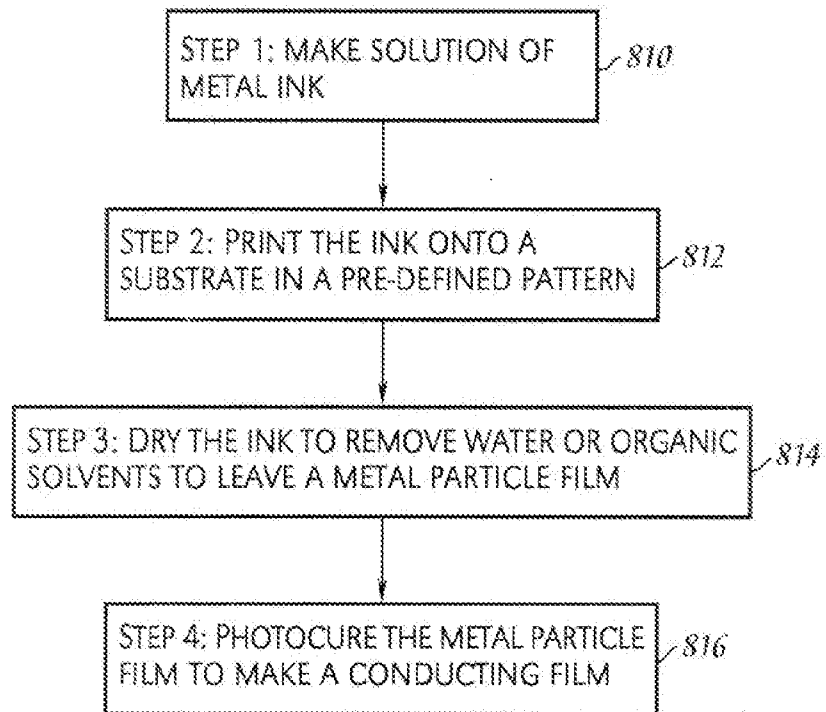 STEP 1: MAKE SOLUTION OF
METAL INK
810
STEP 2: PRINT THE INK ONTO A
SUBSTRATE IN A PRE-DEFINED PATTERN
812
STEP 3: DRY THE INK TO REMOVE WATER OR ORGANIC
SOLVENTS TO LEAVE A METAL PARTICLE FILM
814
STEP 4: PHOTOCURE THE METAL PARTICLE
FILM TO MAKE A CONDUCTING FILM
816